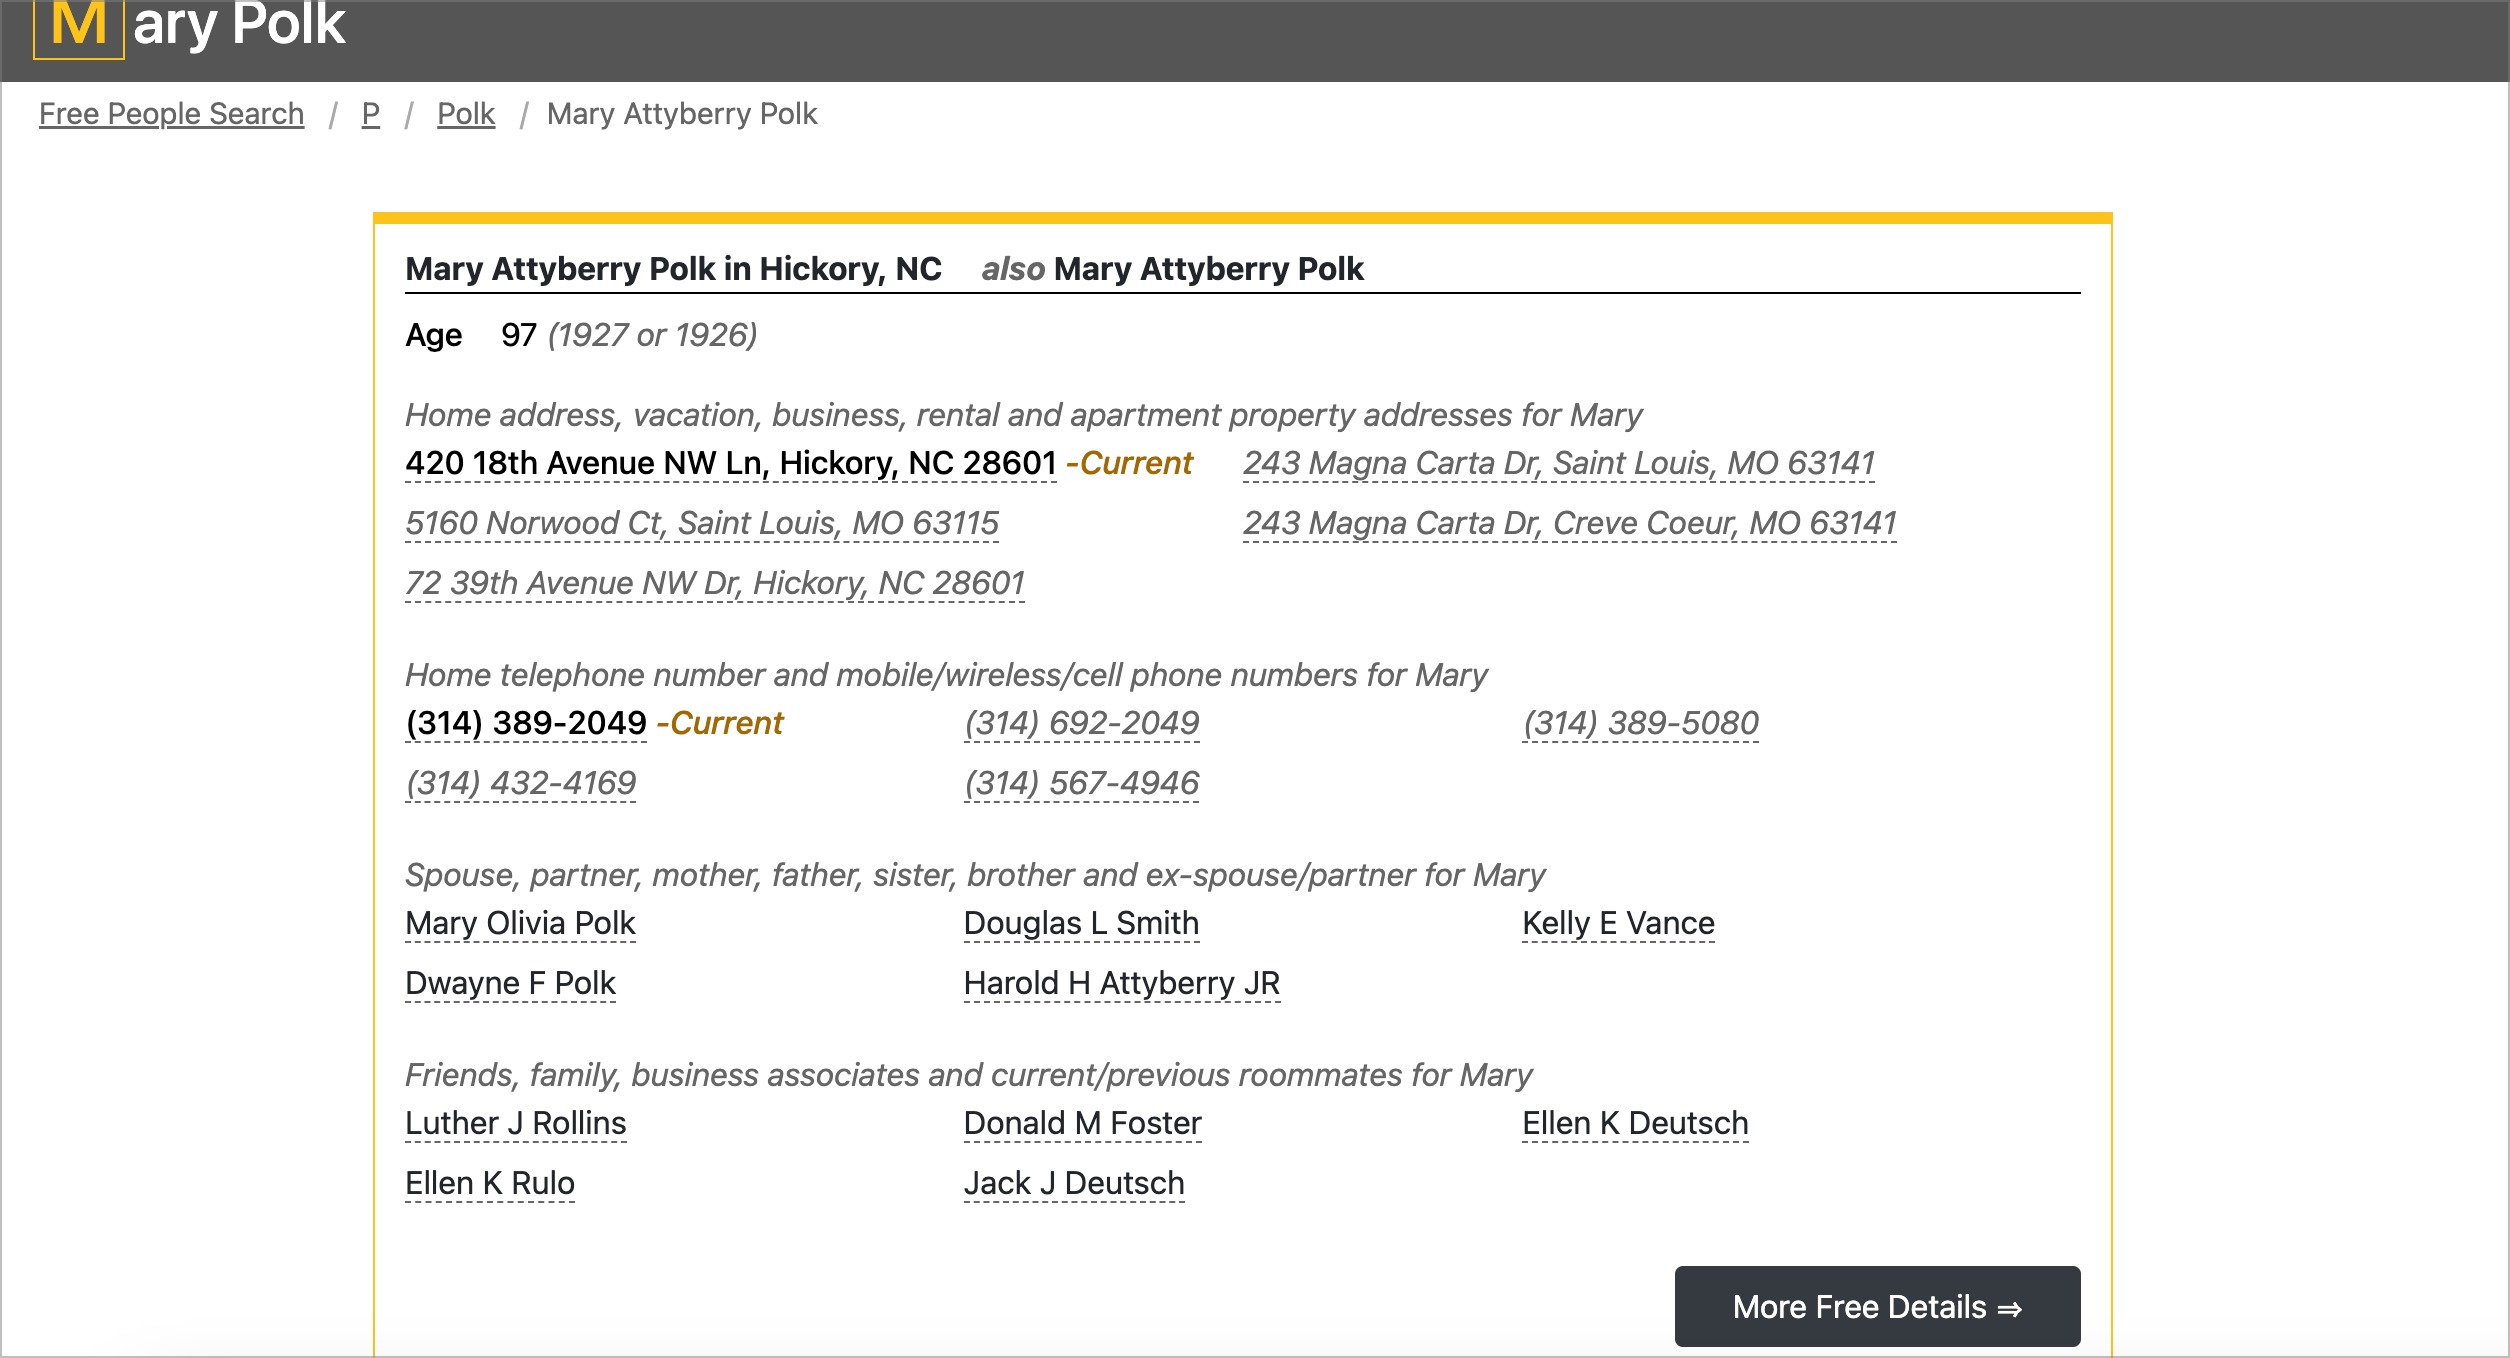 Mary Polk
Free People Search / P / Polk / Mary Attyberry Polk
Mary Attyberry Polk in Hickory, NC also Mary Attyberry Polk
Age 97 (1927 or 1926)
Home address, vacation, business, rental and apartment property addresses for Mary
420 18th Avenue NW Ln, Hickory, NC 28601 -Current 243 Magna Carta Dr, Saint Louis, MO 63141
5160 Norwood Ct, Saint Louis, MO 63115 243 Magna Carta Dr, Creve Coeur, MO 63141
72 39th Avenue NW Dr, Hickory, NC 28601
Home telephone number and mobile/wireless/cell phone numbers for Mary
(314) 389-2049 -Current (314) 692-2049 (314) 389-5080
(314) 432-4169 (314) 567-4946
Spouse, partner, mother, father, sister, brother and ex-spouse/partner for Mary
Mary Olivia Polk Douglas L Smith Kelly E Vance
Dwayne F Polk Harold H Attyberry JR
Friends, family, business associates and current/previous roommates for Mary
Luther J Rollins Donald M Foster Ellen K Deutsch
Ellen K Rulo Jack J Deutsch
More Free Details ⇒